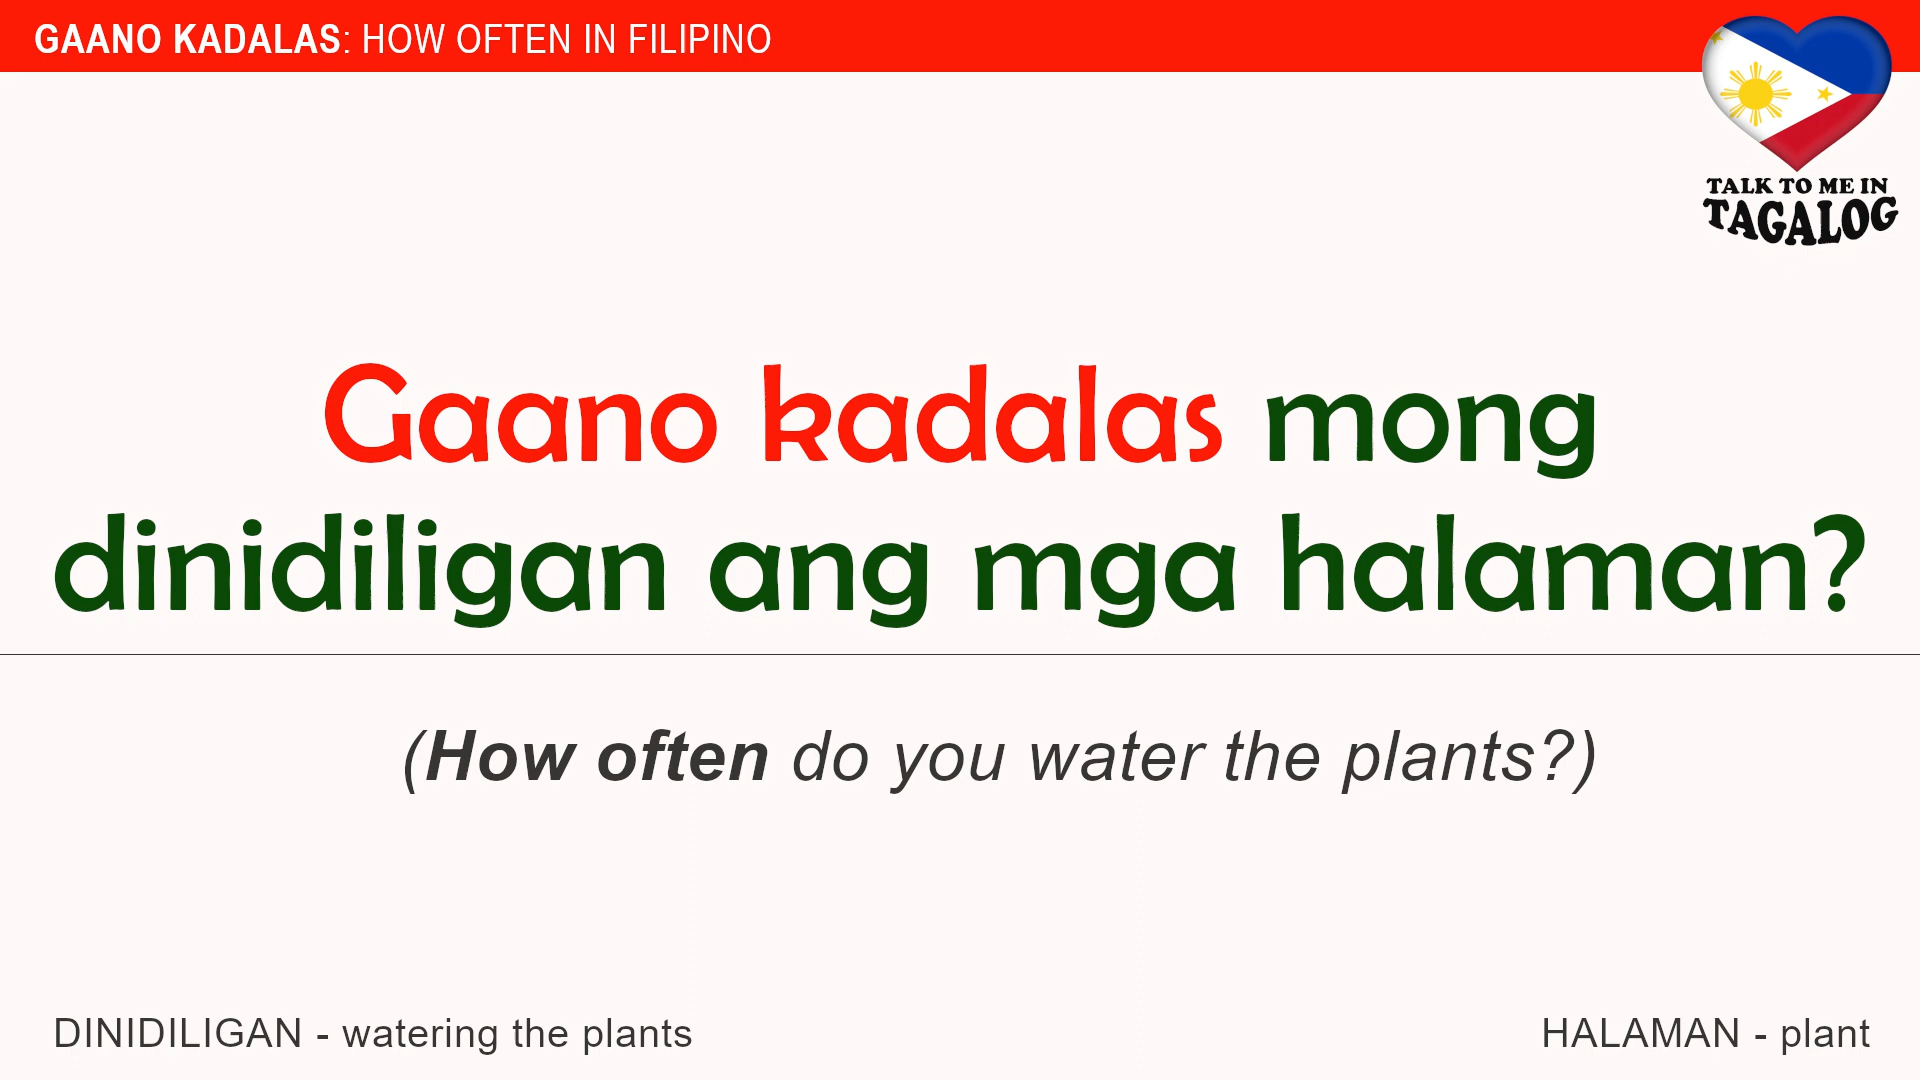 GAANO KADALAS: HOW OFTEN IN FILIPINO
TALK TO ME IN
TAGALOG
Gaano kadalas mong
dinidiligan ang mga halaman?
(How often do you water the plants?)
DINIDILIGAN - watering the plants
HALAMAN - plant